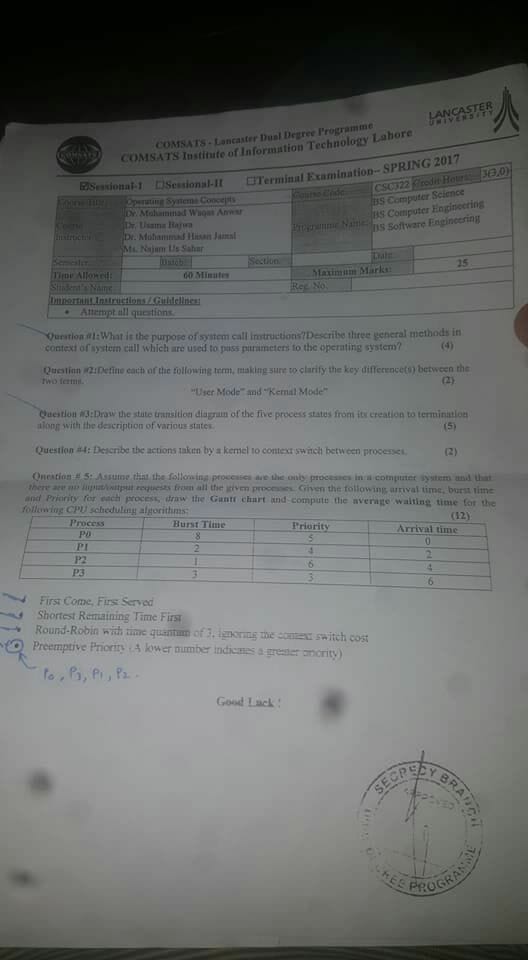 LANCASTER
UNIVERSITY
COMSATS - Lancaster Dual Degree Programme
COMSATS
COMSATS Institute of Information Technology Lahore
☑Sessional-1 ☐Sessional-II ☐Terminal Examination– SPRING 2017
Course Title: Operating Systems Concepts Course Code: CSC322 Credit Hours: 3(3,0)
Course Instructor: Dr. Muhammad Waqas Anwar Programme Name: BS Computer Science
Dr. Usama Bajwa BS Computer Engineering
Dr. Muhammad Hasan Jamal BS Software Engineering
Ms. Najam Us Sahar
Semester: Batch: Section: Date:
Time Allowed: 60 Minutes Maximum Marks: 25
Student's Name: Reg. No.
Important Instructions / Guidelines:
• Attempt all questions.
Question #1:What is the purpose of system call instructions?Describe three general methods in
context of system call which are used to pass parameters to the operating system? (4)
Question #2:Define each of the following term, making sure to clarify the key difference(s) between the
two terms. (2)
"User Mode" and "Kernal Mode"
Question #3:Draw the state transition diagram of the five process states from its creation to termination
along with the description of various states. (5)
Question #4: Describe the actions taken by a kernel to context switch between processes. (2)
Question # 5: Assume that the following processes are the only processes in a computer system and that
there are no input/output requests from all the given processes. Given the following arrival time, burst time
and Priority for each process, draw the Gantt chart and compute the average waiting time for the
following CPU scheduling algorithms: (12)
Process Burst Time Priority Arrival time
P0 8 5 0
P1 2 4 2
P2 1 6 4
P3 3 3 6
First Come, First Served
Shortest Remaining Time First
Round-Robin with time quantum of 3, ignoring the context switch cost
Preemptive Priority (A lower number indicates a greater priority)
P0, P3, P1, P2.
Good Luck !
SECRECY BRANCH
APPROVED
DEGREE PROGRAMME